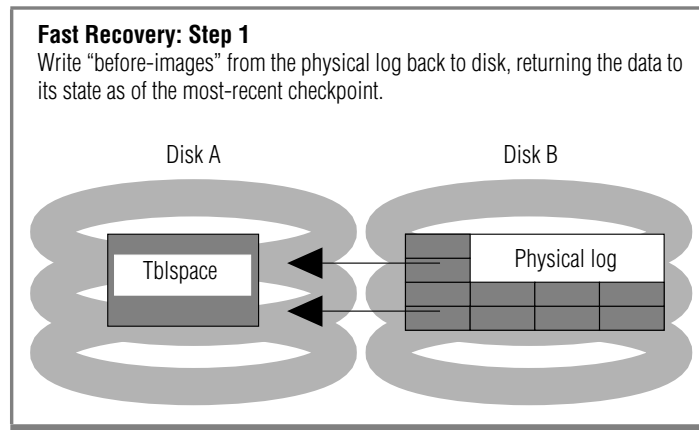 Fast Recovery: Step 1
Write “before-images” from the physical log back to disk, returning the data to
its state as of the most-recent checkpoint.
Disk A
Disk B
Tblspace
Physical log